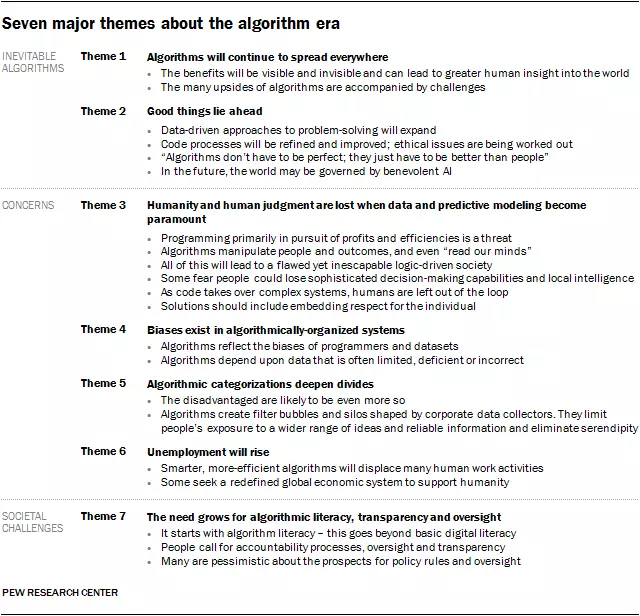 Seven major themes about the algorithm era
INEVITABLE
ALGORITHMS
Theme 1
Algorithms will continue to spread everywhere
• The benefits will be visible and invisible and can lead to greater human insight into the world
• The many upsides of algorithms are accompanied by challenges
Theme 2
Good things lie ahead
• Data-driven approaches to problem-solving will expand
• Code processes will be refined and improved; ethical issues are being worked out
• “Algorithms don’t have to be perfect; they just have to be better than people”
• In the future, the world may be governed by benevolent AI
CONCERNS
Theme 3
Humanity and human judgment are lost when data and predictive modeling become
paramount
• Programming primarily in pursuit of profits and efficiencies is a threat
• Algorithms manipulate people and outcomes, and even “read our minds”
• All of this will lead to a flawed yet inescapable logic-driven society
• Some fear people could lose sophisticated decision-making capabilities and local intelligence
• As code takes over complex systems, humans are left out of the loop
• Solutions should include embedding respect for the individual
Theme 4
Biases exist in algorithmically-organized systems
• Algorithms reflect the biases of programmers and datasets
• Algorithms depend upon data that is often limited, deficient or incorrect
Theme 5
Algorithmic categorizations deepen divides
• The disadvantaged are likely to be even more so
• Algorithms create filter bubbles and silos shaped by corporate data collectors. They limit
people’s exposure to a wider range of ideas and reliable information and eliminate serendipity
Theme 6
Unemployment will rise
• Smarter, more-efficient algorithms will displace many human work activities
• Some seek a redefined global economic system to support humanity
SOCIETAL
CHALLENGES
Theme 7
The need grows for algorithmic literacy, transparency and oversight
• It starts with algorithm literacy – this goes beyond basic digital literacy
• People call for accountability processes, oversight and transparency
• Many are pessimistic about the prospects for policy rules and oversight
PEW RESEARCH CENTER